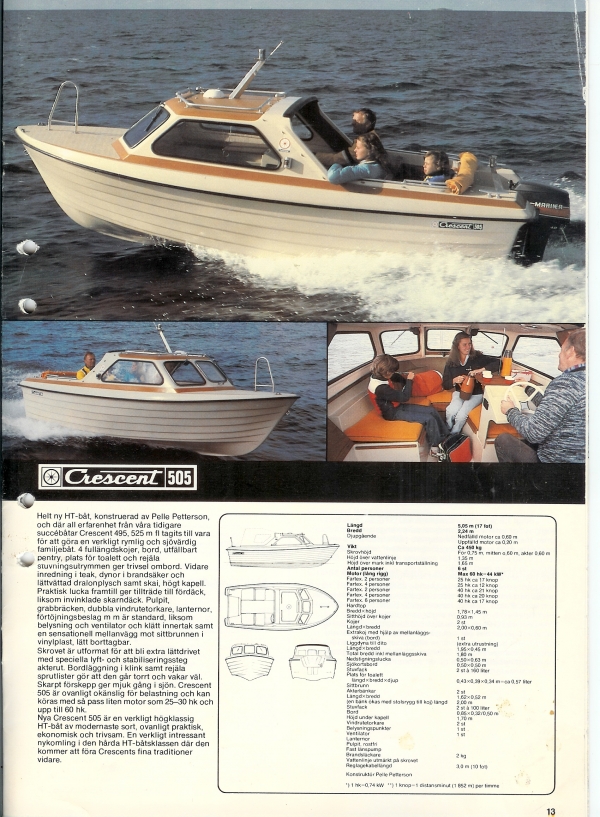 MARINER
Crescent 505
Crescent 505
Helt ny HT-båt, konstruerad av Pelle Petterson,
och där all erfarenhet från våra tidigare
succébåtar Crescent 495, 525 m fl tagits till vara
för att göra en verkligt rymlig och sjövärdig
familjebåt. 4 fullängdskojer, bord, utfällbart
pentry, plats för toalett och rejäla
stuvningsutrymmen ger trivsel ombord. Vidare
inredning i teak, dynor i brandsäker och
lättvättad dralonplysch samt skai, högt kapell.
Praktisk lucka framtill ger tillträde till fördäck,
liksom invinklade skarndäck. Pulpit,
grabbräcken, dubbla vindrutetorkare, lanternor,
förtöjningsbeslag m m är standard, liksom
belysning och ventilator och klätt innertak samt
en sensationell mellanvägg mot sittbrunnen i
vinylplast, lätt borttagbar.
Skrovet är utformat för att bli extra lättdrivet
med speciella lyft- och stabiliseringssteg
akterut. Bordläggning i klink samt rejäla
sprutlister gör att den går torrt och vakar väl.
Skarpt förskepp ger mjuk gång i sjön. Crescent
505 är ovanligt okänslig för belastning och kan
köras med så pass liten motor som 25–30 hk och
upp till 60 hk.
Nya Crescent 505 är en verkligt högklassig
HT-båt av modernaste sort, ovanligt praktisk,
ekonomisk och trivsam. En verkligt intressant
nykomling i den hårda HT-båtsklassen där den
kommer att föra Crescents fina traditioner
vidare.
Längd 5,05 m (17 fot)
Bredd 2,24 m
Djupgående Nedfälld motor ca 0,60 m
Uppfälld motor ca 0,20 m
Vikt Ca 450 kg
Skrovhöjd För 0,75 m, mitten 0,60 m, akter 0,60 m
Höjd över vattenlinje 1,35 m
Höjd över mark inkl transportställning 1,65 m
Antal personer 6 st
Motor (lång rigg) Max 60 hk–44 kW*
Fartex. 2 personer 25 hk ca 17 knop
Fartex. 4 personer 25 hk ca 12 knop
Fartex. 2 personer 40 hk ca 21 knop
Fartex. 4 personer 40 hk ca 20 knop
Fartex. 6 personer 40 hk ca 17 knop
Hardtop
Bredd×höjd 1,78×1,45 m
Sitthöjd över kojer 0,93 m
Kojer 2 st
Längd×bredd 2,00×0,60 m
Extrakoj med hjälp av mellanläggs-
skiva (bord) 1 st
Liggdyna till dito (extra utrustning)
Längd×bredd 1,95×0,45 m
Total bredd inkl mellanläggsskiva 1,80 m
Nedstigningslucka 0,50×0,63 m
Sjökortsbord 0,50×0,50 m
Stuvfack 2 st à 160 liter
Plats för toalett
längd×bredd×djup 0,43×0,39×0,34 m–ca 0,57 liter
Sittbrunn
Akterbänkar 2 st
Längd×bredd 1,62×0,52 m
(en bänk ökas med stolsrygg till koj) längd 2,00 m
Stuvfack 2 st à 100 liter
Bord 0,65×0,32/0,50 m
Höjd under kapell 1,70 m
Vindrutetorkare 2 st
Belysningspunkter 1 st
Ventilator 1 st
Lanternor
Pulpit, rostfri
Fast länspump
Brandsläckare 2 kg
Vattenlinje utmärkt på skrovet
Reglagekabellängd 3,0 m (10 fot)
Konstruktör Pelle Petterson
*) 1 hk–0,74 kW **) 1 knop–1 distansminut (1 852 m) per timme
13